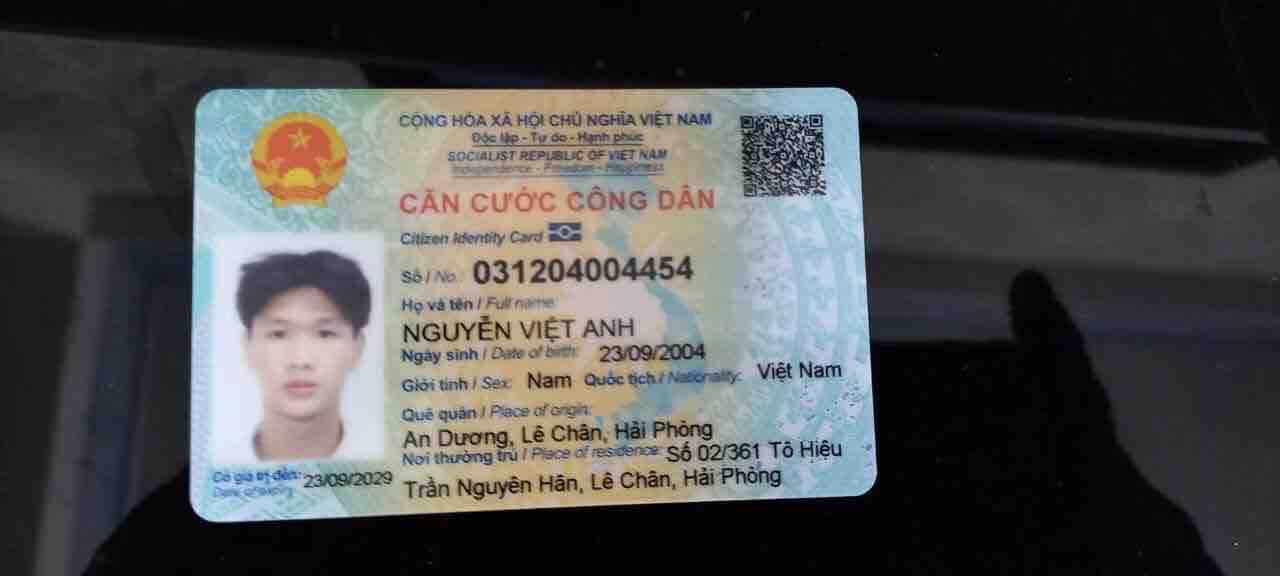 CỘNG HÒA XÃ HỘI CHỦ NGHĨA VIỆT NAM
Độc lập - Tự do - Hạnh phúc
SOCIALIST REPUBLIC OF VIET NAM
Independence - Freedom - Happiness
CĂN CƯỚC CÔNG DÂN
Citizen Identity Card
Số / No.: 031204004454
Họ và tên / Full name:
NGUYỄN VIỆT ANH
Ngày sinh / Date of birth: 23/09/2004
Giới tính / Sex: Nam Quốc tịch / Nationality: Việt Nam
Quê quán / Place of origin:
An Dương, Lê Chân, Hải Phòng
Nơi thường trú / Place of residence: Số 02/361 Tô Hiệu
Trần Nguyên Hãn, Lê Chân, Hải Phòng
Có giá trị đến: 23/09/2029
Date of expiry